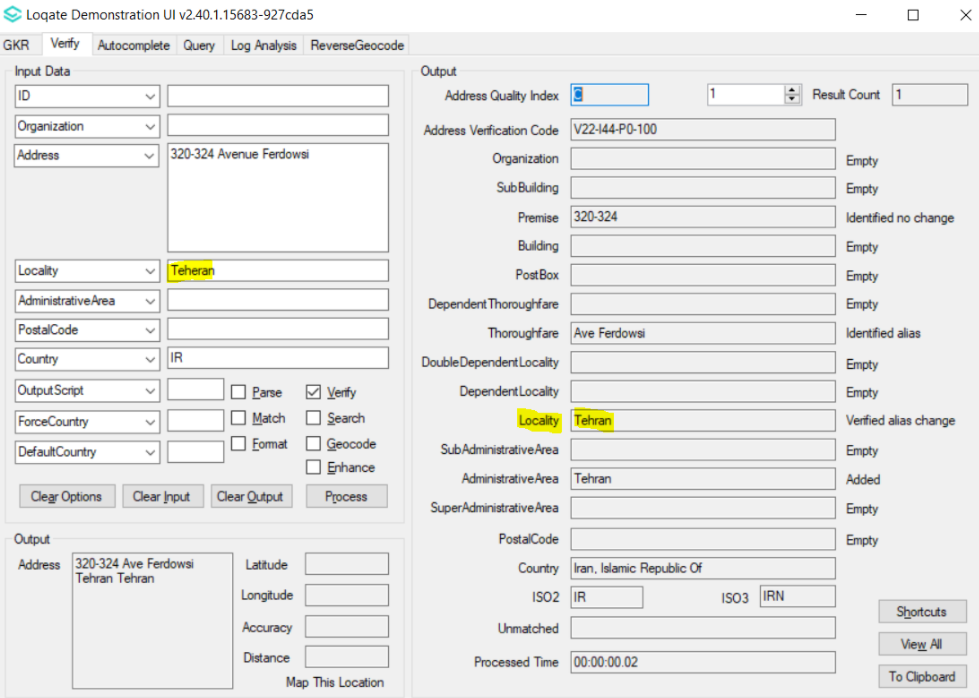 Loqate Demonstration UI v2.40.1.15683-927cda5
GKR Verify Autocomplete Query Log Analysis ReverseGeocode
Input Data
ID
Organization
Address 320-324 Avenue Ferdowsi
Locality Teheran
AdministrativeArea
PostalCode
Country IR
OutputScript Parse Verify
ForceCountry Match Search
DefaultCountry Format Geocode
Enhance
Clear Options Clear Input Clear Output Process
Output
Address 320-324 Ave Ferdowsi
Tehran Tehran
Latitude
Longitude
Accuracy
Distance
Map This Location
Output
Address Quality Index C 1 Result Count 1
Address Verification Code V22-I44-P0-100
Organization Empty
SubBuilding Empty
Premise 320-324 Identified no change
Building Empty
PostBox Empty
DependentThoroughfare Empty
Thoroughfare Ave Ferdowsi Identified alias
DoubleDependentLocality Empty
DependentLocality Empty
Locality Tehran Verified alias change
SubAdministrativeArea Empty
AdministrativeArea Tehran Added
SuperAdministrativeArea Empty
PostalCode Empty
Country Iran, Islamic Republic Of
ISO2 IR ISO3 IRN
Unmatched
Processed Time 00:00:00.02
Shortcuts
View All
To Clipboard